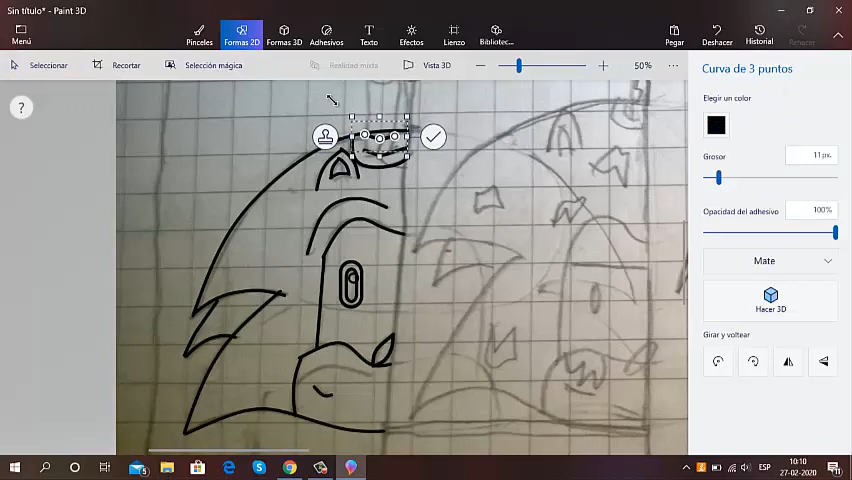 Sin título* - Paint 3D
Menú
Pinceles
Formas 2D
Formas 3D
Adhesivos
Texto
Efectos
Lienzo
Bibliotec...
Pegar
Deshacer
Historial
Rehacer
Seleccionar
Recortar
Selección mágica
Realidad mixta
Vista 3D
50%
Curva de 3 puntos
Elegir un color
Grosor
11px.
Opacidad del adhesivo
100%
Mate
Hacer 3D
Girar y voltear
?
5
ESP
10:10
27-02-2020
11